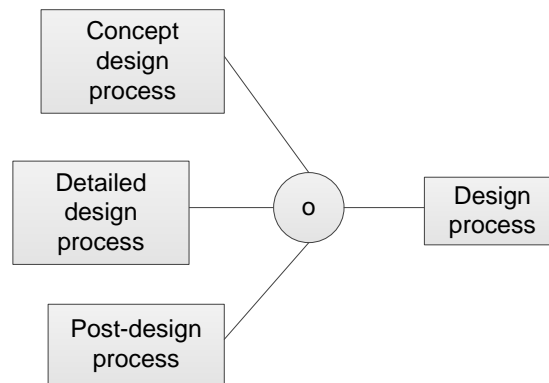 Concept
design
process
Detailed
design
process
o
Design
process
Post-design
process